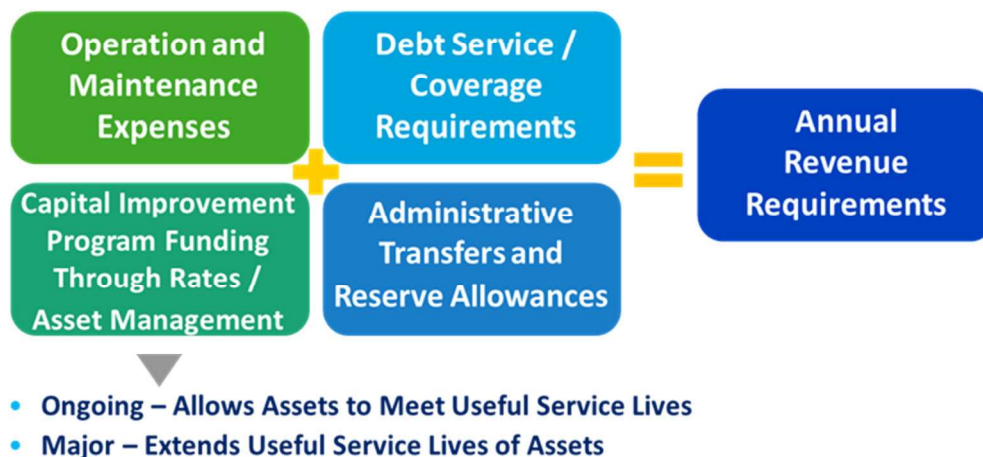 Operation and
Maintenance
Expenses
Debt Service /
Coverage
Requirements
+
Capital Improvement
Program Funding
Through Rates /
Asset Management
Administrative
Transfers and
Reserve Allowances
=
Annual
Revenue
Requirements
• Ongoing – Allows Assets to Meet Useful Service Lives
• Major – Extends Useful Service Lives of Assets